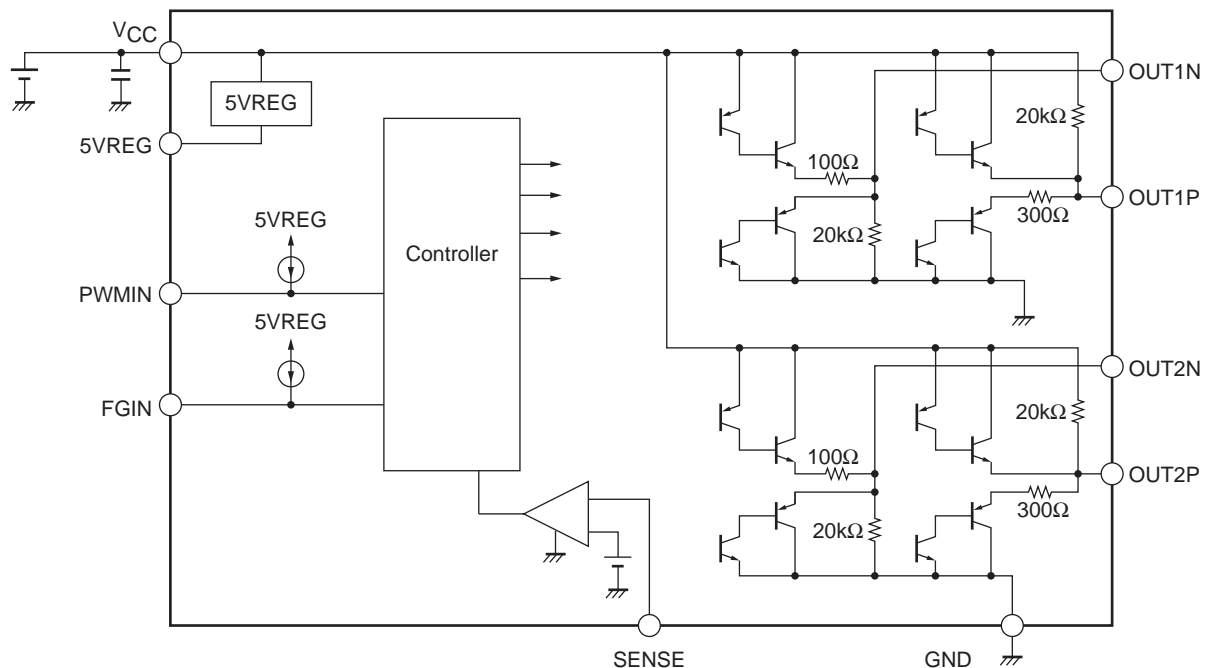 VCC
OUT1N
5VREG
20kΩ
5VREG
100Ω
OUT1P
5VREG
300Ω
20kΩ
Controller
PWMIN
5VREG
OUT2N
FGIN
20kΩ
100Ω
OUT2P
300Ω
20kΩ
SENSE
GND